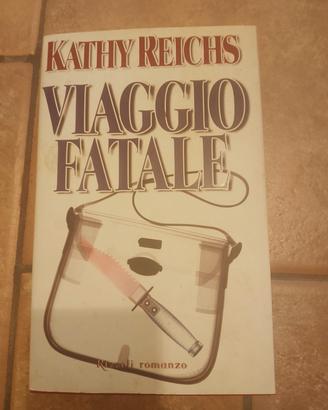 KATHY REICHS
VIAGGIO
FATALE
Rizzoli romanzo